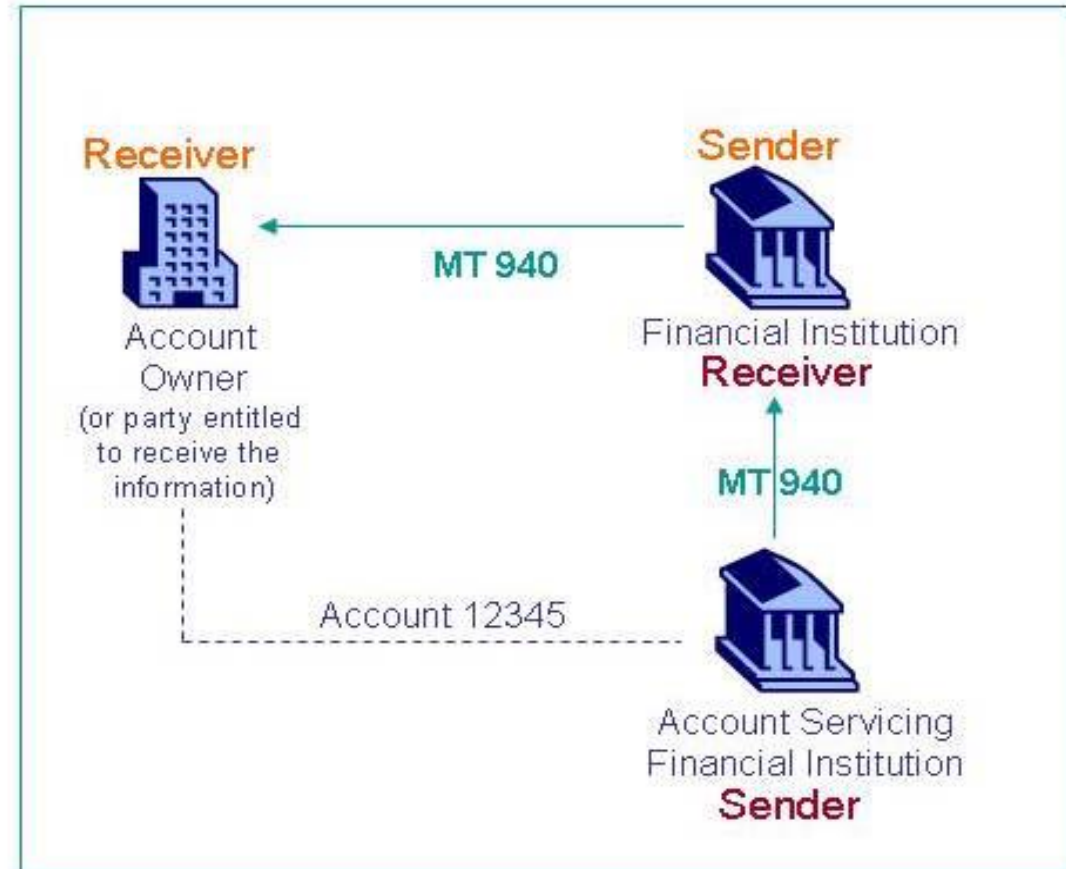 Receiver
Sender
MT 940
Account
Owner
(or party entitled
to receive the
information)
Financial Institution
Receiver
MT 940
Account 12345
Account Servicing
Financial Institution
Sender